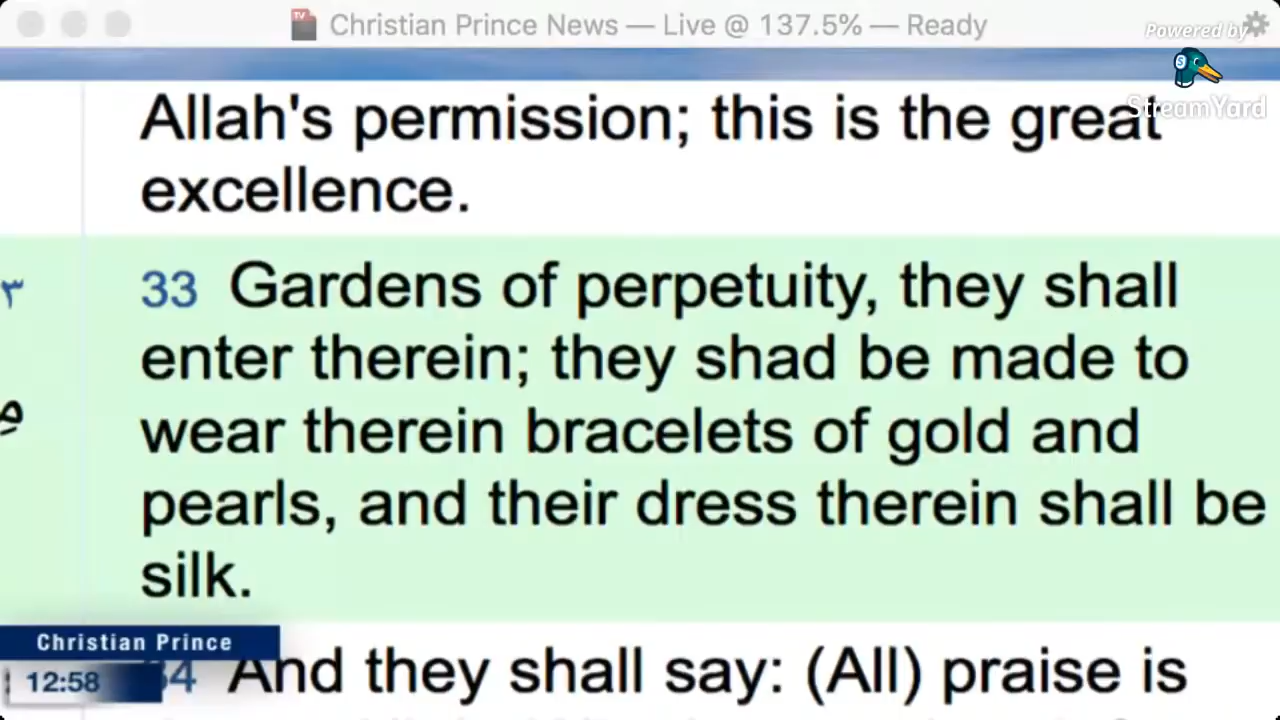 Christian Prince News — Live @ 137.5% — Ready
Powered by
StreamYard
Allah's permission; this is the great
excellence.
33 Gardens of perpetuity, they shall
enter therein; they shad be made to
wear therein bracelets of gold and
pearls, and their dress therein shall be
silk.
And they shall say: (All) praise is
Christian Prince
12:58